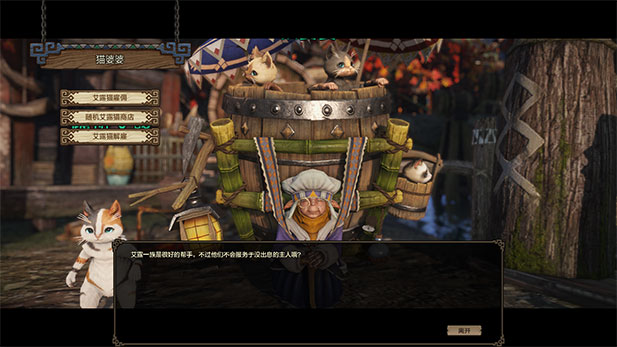 猫婆婆
艾露猫雇佣
随机艾露猫商店
艾露猫解雇
艾露一族是很好的帮手，不过他们不会服务于没出息的主人哦?
离开